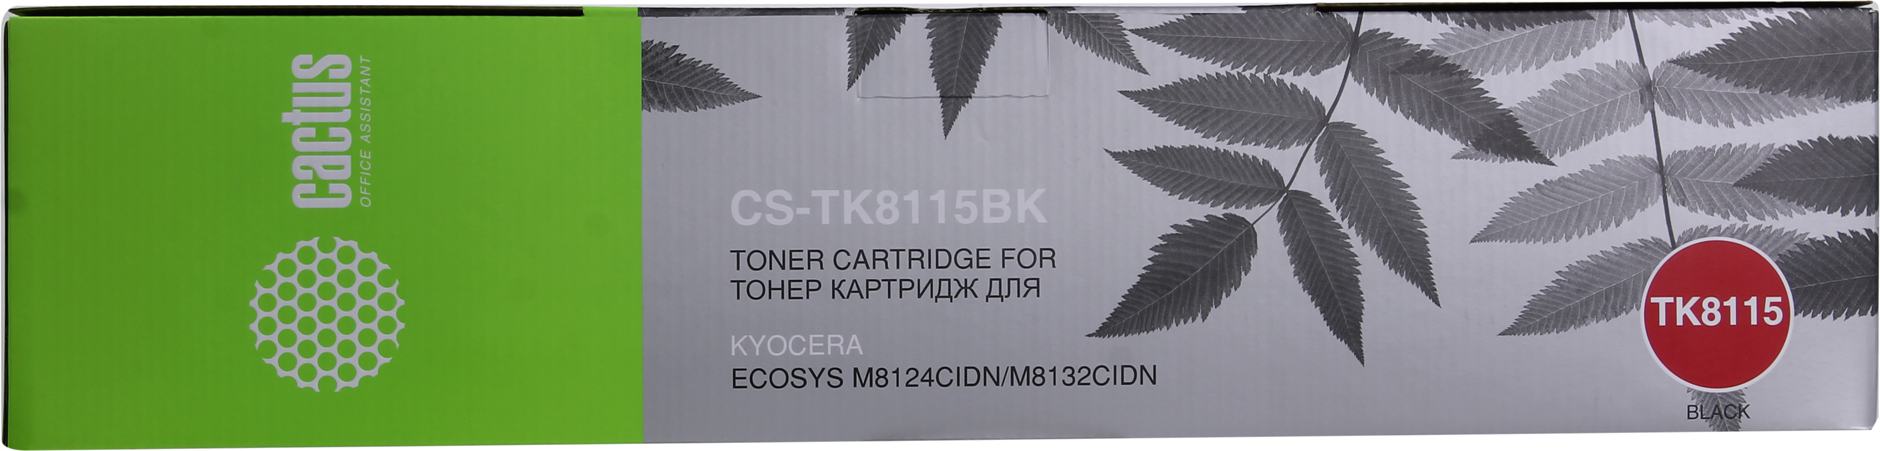 cactus
OFFICE ASSISTANT
CS-TK8115BK
TONER CARTRIDGE FOR
ТОНЕР КАРТРИДЖ ДЛЯ
KYOCERA
ECOSYS M8124CIDN/M8132CIDN
TK8115
BLACK